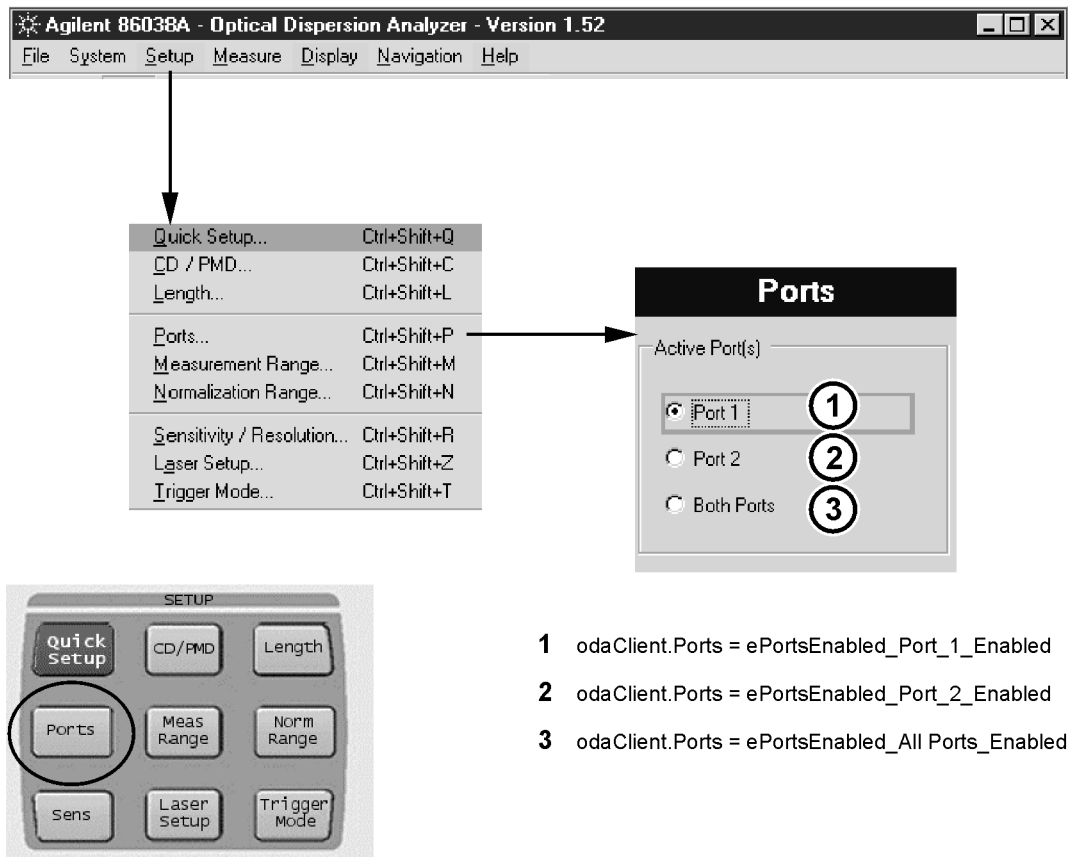 Agilent 86038A - Optical Dispersion Analyzer - Version 1.52
File System Setup Measure Display Navigation Help
Quick Setup... Ctrl+Shift+Q
CD / PMD... Ctrl+Shift+C
Length... Ctrl+Shift+L
Ports... Ctrl+Shift+P
Measurement Range... Ctrl+Shift+M
Normalization Range... Ctrl+Shift+N
Sensitivity / Resolution... Ctrl+Shift+R
Laser Setup... Ctrl+Shift+Z
Trigger Mode... Ctrl+Shift+T
Ports
Active Port(s)
Port 1 1
Port 2 2
Both Ports 3
SETUP
Quick Setup
CD/PMD
Length
Ports
Meas Range
Norm Range
Sens
Laser Setup
Trigger Mode
1 odaClient.Ports = ePortsEnabled_Port_1_Enabled
2 odaClient.Ports = ePortsEnabled_Port_2_Enabled
3 odaClient.Ports = ePortsEnabled_All Ports_Enabled